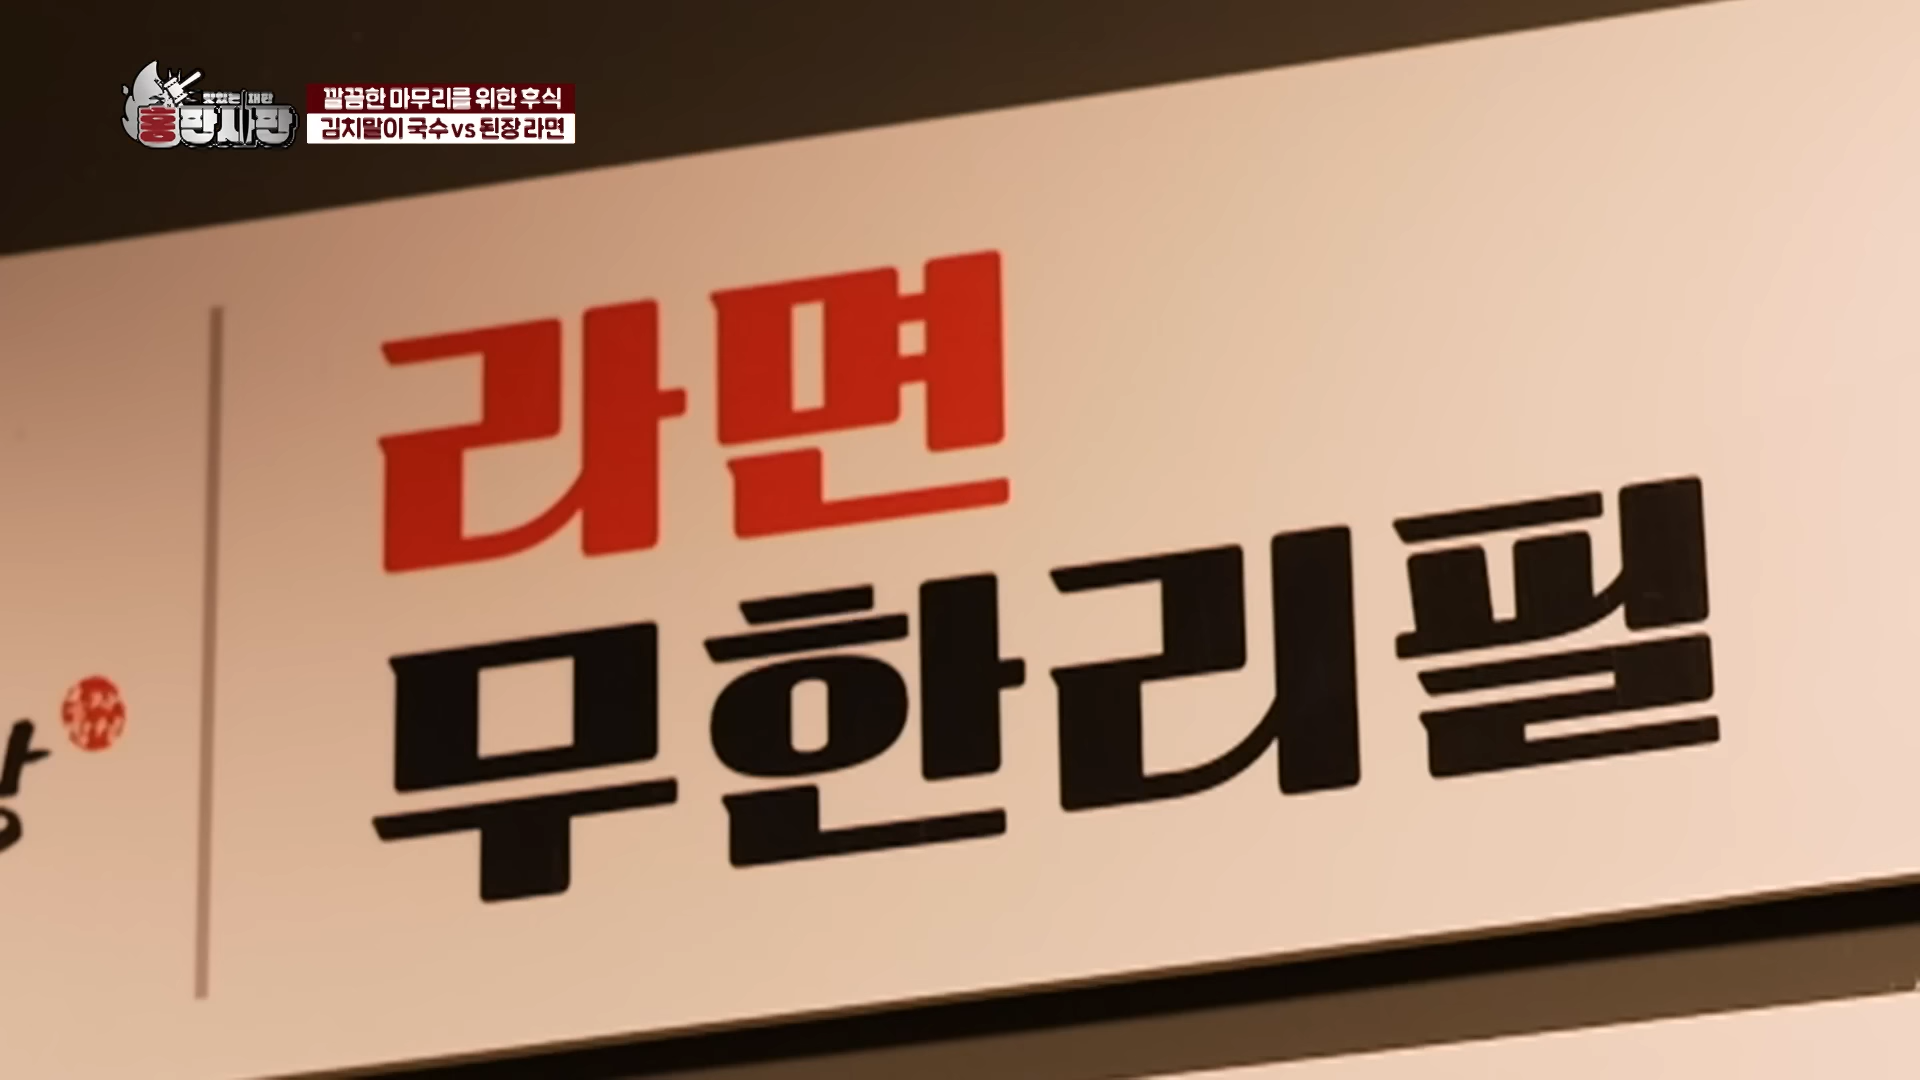 맛있는 재판
홍판사판
깔끔한 마무리를 위한 후식
김치말이 국수 vs 된장 라면
라면
무한리필